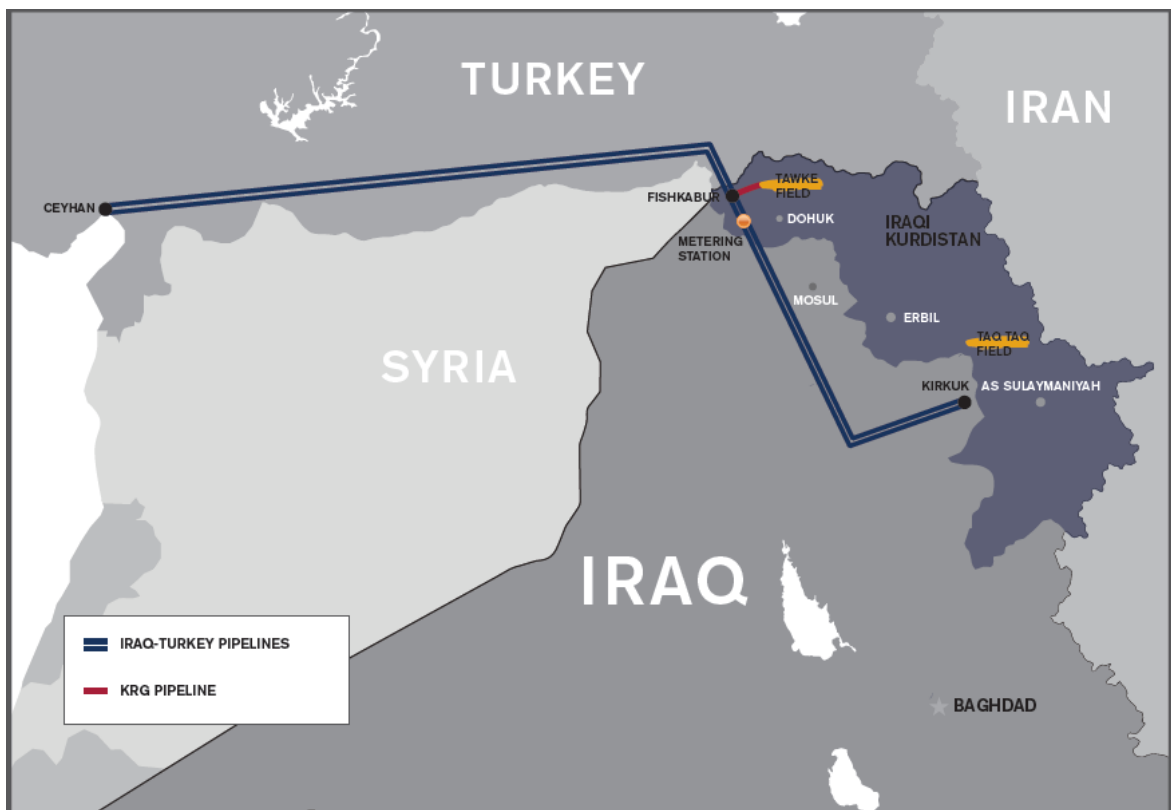 TURKEY
IRAN
CEYHAN
FISHKABUR
TAWKE
FIELD
DOHUK
IRAQI
KURDISTAN
METERING
STATION
MOSUL
ERBIL
TAQ TAQ
FIELD
SYRIA
KIRKUK
AS SULAYMANIYAH
IRAQ
IRAQ-TURKEY PIPELINES
KRG PIPELINE
BAGHDAD